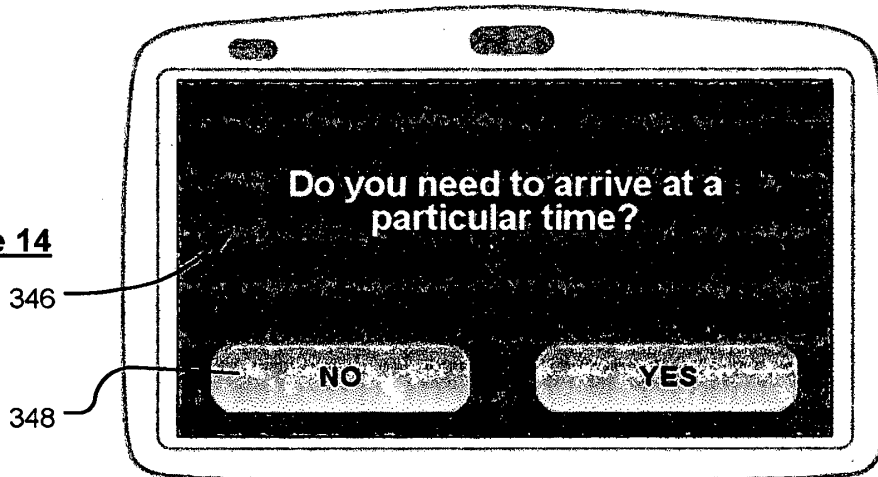 Do you need to arrive at a
particular time?
e 14
346
NO
YES
348